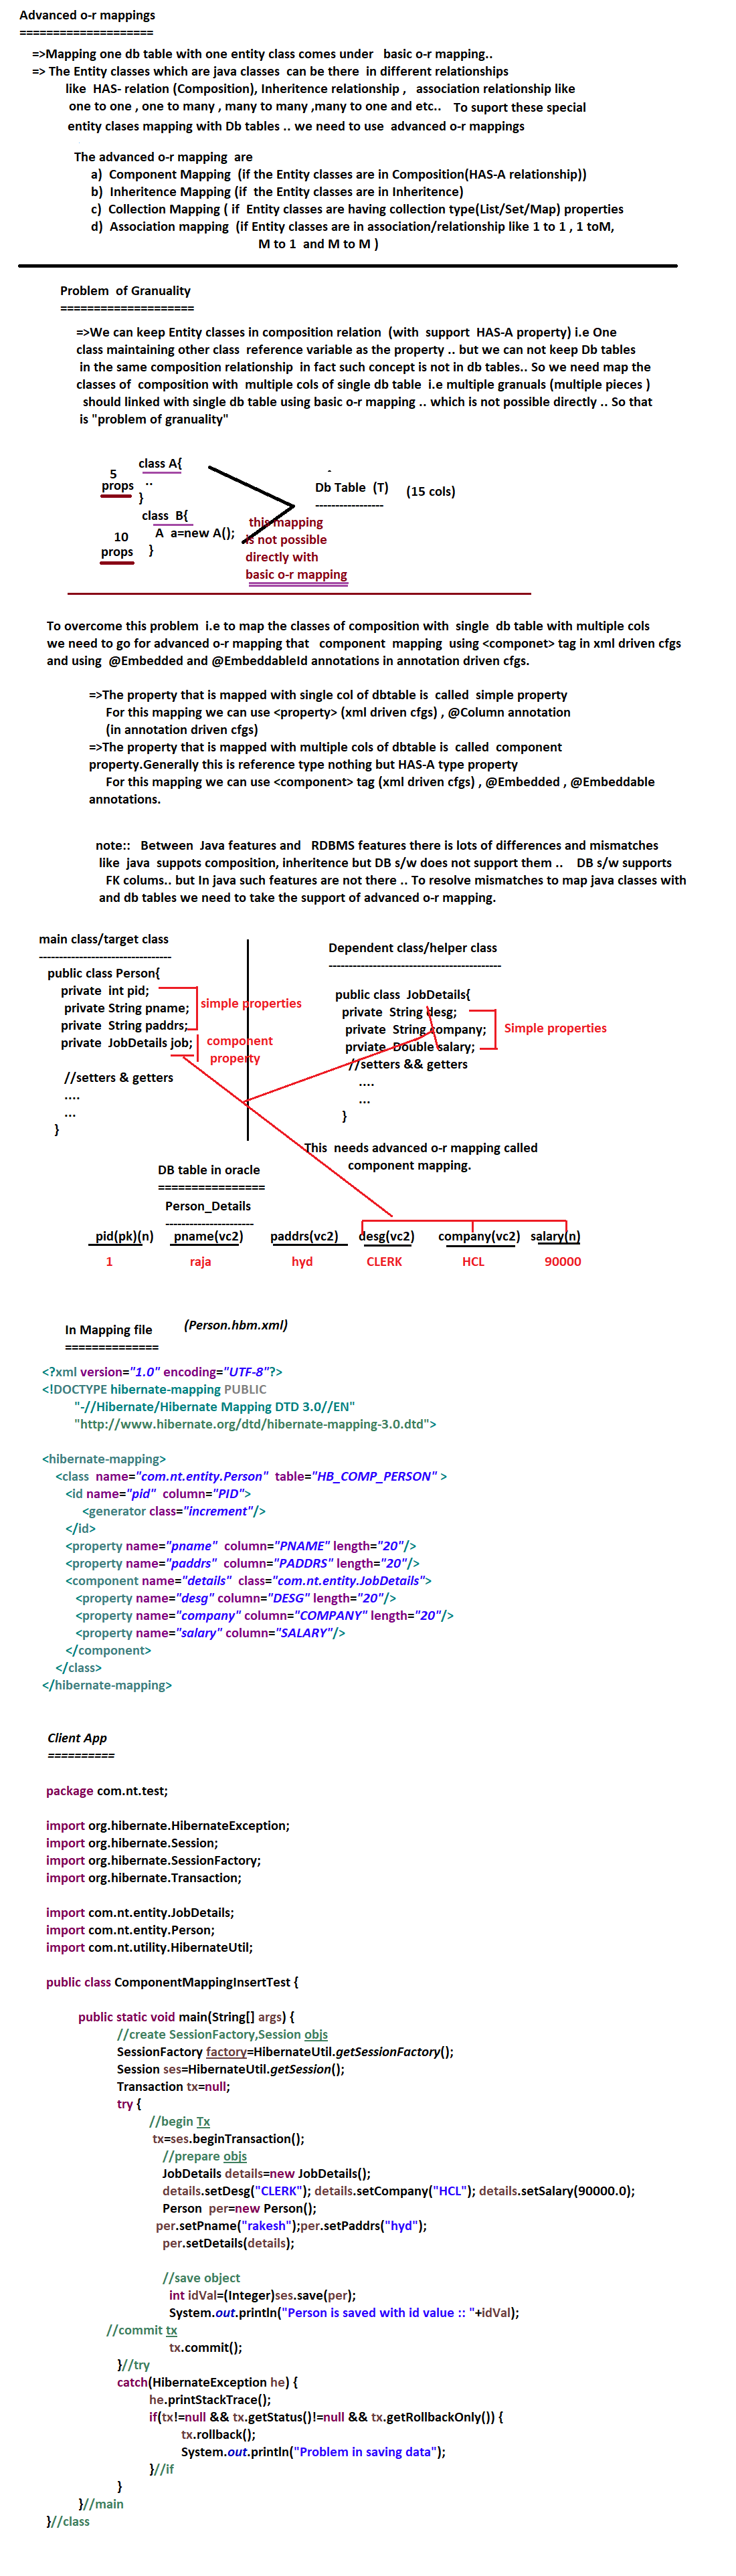 Advanced o-r mappings
====================
=>Mapping one db table with one entity class comes under basic o-r mapping..
=> The Entity classes which are java classes can be there in different relationships
like HAS- relation (Composition), Inheritence relationship , association relationship like
one to one , one to many , many to many ,many to one and etc.. To suport these special
entity clases mapping with Db tables .. we need to use advanced o-r mappings
The advanced o-r mapping are
a) Component Mapping (if the Entity classes are in Composition(HAS-A relationship))
b) Inheritence Mapping (if the Entity classes are in Inheritence)
c) Collection Mapping ( if Entity classes are having collection type(List/Set/Map) properties
d) Association mapping (if Entity classes are in association/relationship like 1 to 1 , 1 toM,
M to 1 and M to M )
Problem of Granuality
====================
=>We can keep Entity classes in composition relation (with support HAS-A property) i.e One
class maintaining other class reference variable as the property .. but we can not keep Db tables
in the same composition relationship in fact such concept is not in db tables.. So we need map the
classes of composition with multiple cols of single db table i.e multiple granuals (multiple pieces )
should linked with single db table using basic o-r mapping .. which is not possible directly .. So that
is "problem of granuality"
class A{
5
props ..
}
Db Table (T) (15 cols)
-----------------
class B{
10 A a=new A();
props }
this mapping
is not possible
directly with
basic o-r mapping
To overcome this problem i.e to map the classes of composition with single db table with multiple cols
we need to go for advanced o-r mapping that component mapping using <componet> tag in xml driven cfgs
and using @Embedded and @EmbeddableId annotations in annotation driven cfgs.
=>The property that is mapped with single col of dbtable is called simple property
For this mapping we can use <property> (xml driven cfgs) , @Column annotation
(in annotation driven cfgs)
=>The property that is mapped with multiple cols of dbtable is called component
property.Generally this is reference type nothing but HAS-A type property
For this mapping we can use <component> tag (xml driven cfgs) , @Embedded , @Embeddable
annotations.
note:: Between Java features and RDBMS features there is lots of differences and mismatches
like java suppots composition, inheritence but DB s/w does not support them .. DB s/w supports
FK colums.. but In java such features are not there .. To resolve mismatches to map java classes with
and db tables we need to take the support of advanced o-r mapping.
main class/target class
---------------------------------
public class Person{
private int pid;
private String pname;
private String paddrs;
private JobDetails job;
simple properties
component
property
//setters & getters
....
...
}
Dependent class/helper class
-------------------------------------------
public class JobDetails{
private String desg;
private String company;
prviate Double salary;
Simple properties
//setters && getters
....
...
}
This needs advanced o-r mapping called
component mapping.
DB table in oracle
================
Person_Details
----------------------
pid(pk)(n) pname(vc2) paddrs(vc2) desg(vc2) company(vc2) salary(n)
1 raja hyd CLERK HCL 90000
In Mapping file (Person.hbm.xml)
==============
<?xml version="1.0" encoding="UTF-8"?>
<!DOCTYPE hibernate-mapping PUBLIC
"-//Hibernate/Hibernate Mapping DTD 3.0//EN"
"http://www.hibernate.org/dtd/hibernate-mapping-3.0.dtd">
<hibernate-mapping>
<class name="com.nt.entity.Person" table="HB_COMP_PERSON" >
<id name="pid" column="PID">
<generator class="increment"/>
</id>
<property name="pname" column="PNAME" length="20"/>
<property name="paddrs" column="PADDRS" length="20"/>
<component name="details" class="com.nt.entity.JobDetails">
<property name="desg" column="DESG" length="20"/>
<property name="company" column="COMPANY" length="20"/>
<property name="salary" column="SALARY"/>
</component>
</class>
</hibernate-mapping>
Client App
==========
package com.nt.test;
import org.hibernate.HibernateException;
import org.hibernate.Session;
import org.hibernate.SessionFactory;
import org.hibernate.Transaction;
import com.nt.entity.JobDetails;
import com.nt.entity.Person;
import com.nt.utility.HibernateUtil;
public class ComponentMappingInsertTest {
public static void main(String[] args) {
//create SessionFactory,Session objs
SessionFactory factory=HibernateUtil.getSessionFactory();
Session ses=HibernateUtil.getSession();
Transaction tx=null;
try {
//begin Tx
tx=ses.beginTransaction();
//prepare objs
JobDetails details=new JobDetails();
details.setDesg("CLERK"); details.setCompany("HCL"); details.setSalary(90000.0);
Person per=new Person();
per.setPname("rakesh");per.setPaddrs("hyd");
per.setDetails(details);
//save object
int idVal=(Integer)ses.save(per);
System.out.println("Person is saved with id value :: "+idVal);
//commit tx
tx.commit();
}//try
catch(HibernateException he) {
he.printStackTrace();
if(tx!=null && tx.getStatus()!=null && tx.getRollbackOnly()) {
tx.rollback();
System.out.println("Problem in saving data");
}//if
}
}//main
}//class